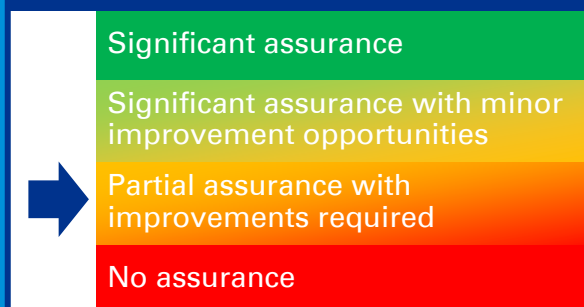 Significant assurance
Significant assurance with minor
improvement opportunities
Partial assurance with
improvements required
No assurance